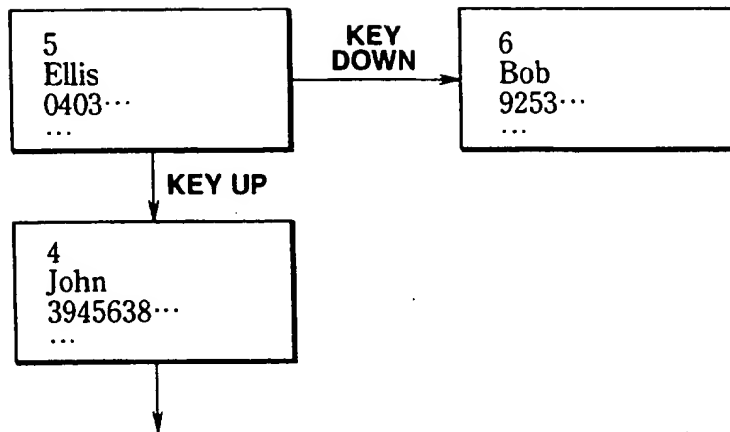 5
Ellis
0403…
…
KEY
DOWN
6
Bob
9253…
…
KEY UP
4
John
3945638…
…